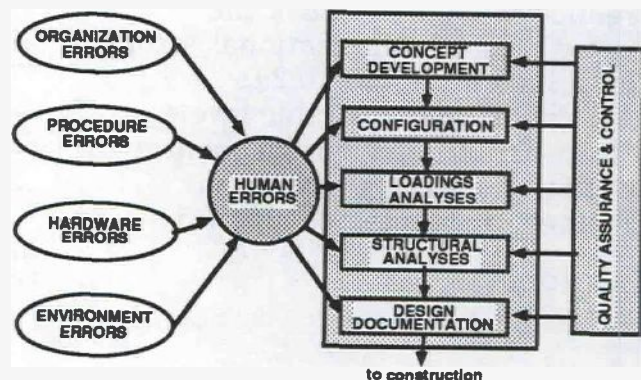 ORGANIZATION
ERRORS
PROCEDURE
ERRORS
HARDWARE
ERRORS
ENVIRONMENT
ERRORS
HUMAN
ERRORS
CONCEPT
DEVELOPMENT
CONFIGURATION
LOADINGS
ANALYSES
STRUCTURAL
ANALYSES
DESIGN
DOCUMENTATION
to construction
QUALITY ASSURANCE & CONTROL